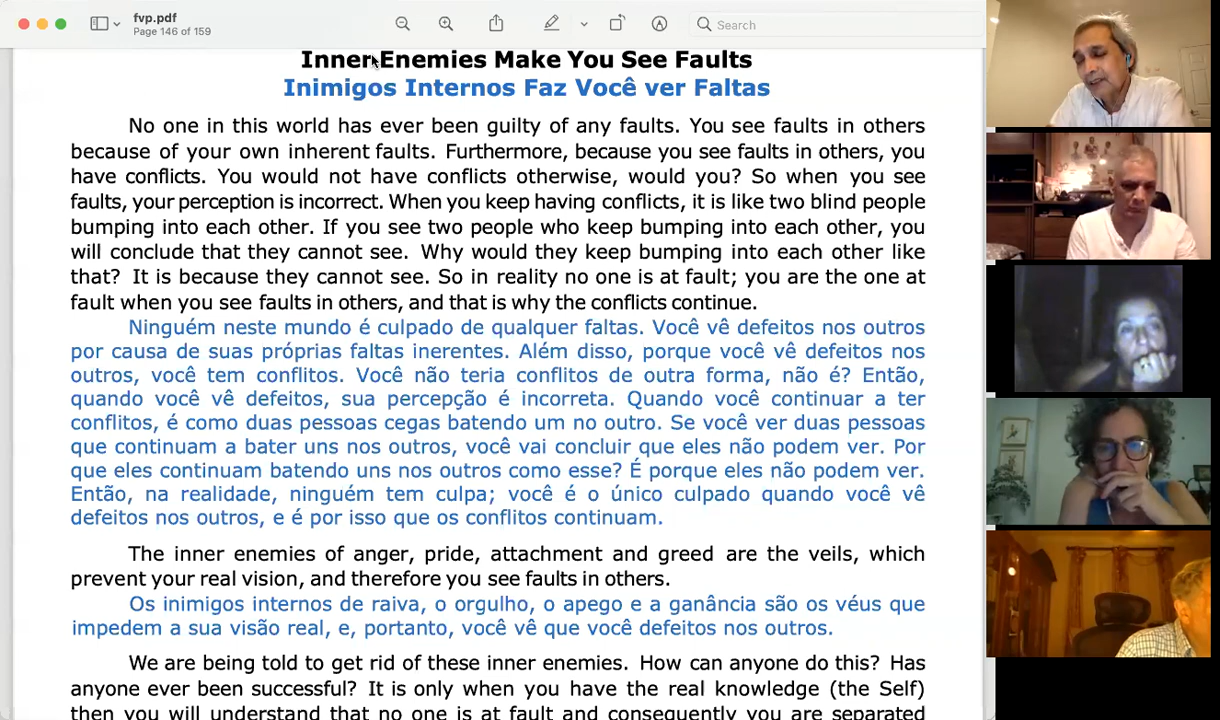 fvp.pdf
Page 146 of 159
Search
Inner Enemies Make You See Faults
Inimigos Internos Faz Você ver Faltas
No one in this world has ever been guilty of any faults. You see faults in others
because of your own inherent faults. Furthermore, because you see faults in others, you
have conflicts. You would not have conflicts otherwise, would you? So when you see
faults, your perception is incorrect. When you keep having conflicts, it is like two blind people
bumping into each other. If you see two people who keep bumping into each other, you
will conclude that they cannot see. Why would they keep bumping into each other like
that? It is because they cannot see. So in reality no one is at fault; you are the one at
fault when you see faults in others, and that is why the conflicts continue.
Ninguém neste mundo é culpado de qualquer faltas. Você vê defeitos nos outros
por causa de suas próprias faltas inerentes. Além disso, porque você vê defeitos nos
outros, você tem conflitos. Você não teria conflitos de outra forma, não é? Então,
quando você vê defeitos, sua percepção é incorreta. Quando você continuar a ter
conflitos, é como duas pessoas cegas batendo um no outro. Se você ver duas pessoas
que continuam a bater uns nos outros, você vai concluir que eles não podem ver. Por
que eles continuam batendo uns nos outros como esse? É porque eles não podem ver.
Então, na realidade, ninguém tem culpa; você é o único culpado quando você vê
defeitos nos outros, e é por isso que os conflitos continuam.
The inner enemies of anger, pride, attachment and greed are the veils, which
prevent your real vision, and therefore you see faults in others.
Os inimigos internos de raiva, o orgulho, o apego e a ganância são os véus que
impedem a sua visão real, e, portanto, você vê que você defeitos nos outros.
We are being told to get rid of these inner enemies. How can anyone do this? Has
anyone ever been successful? It is only when you have the real knowledge (the Self)
then you will understand that no one is at fault and consequently you are separated